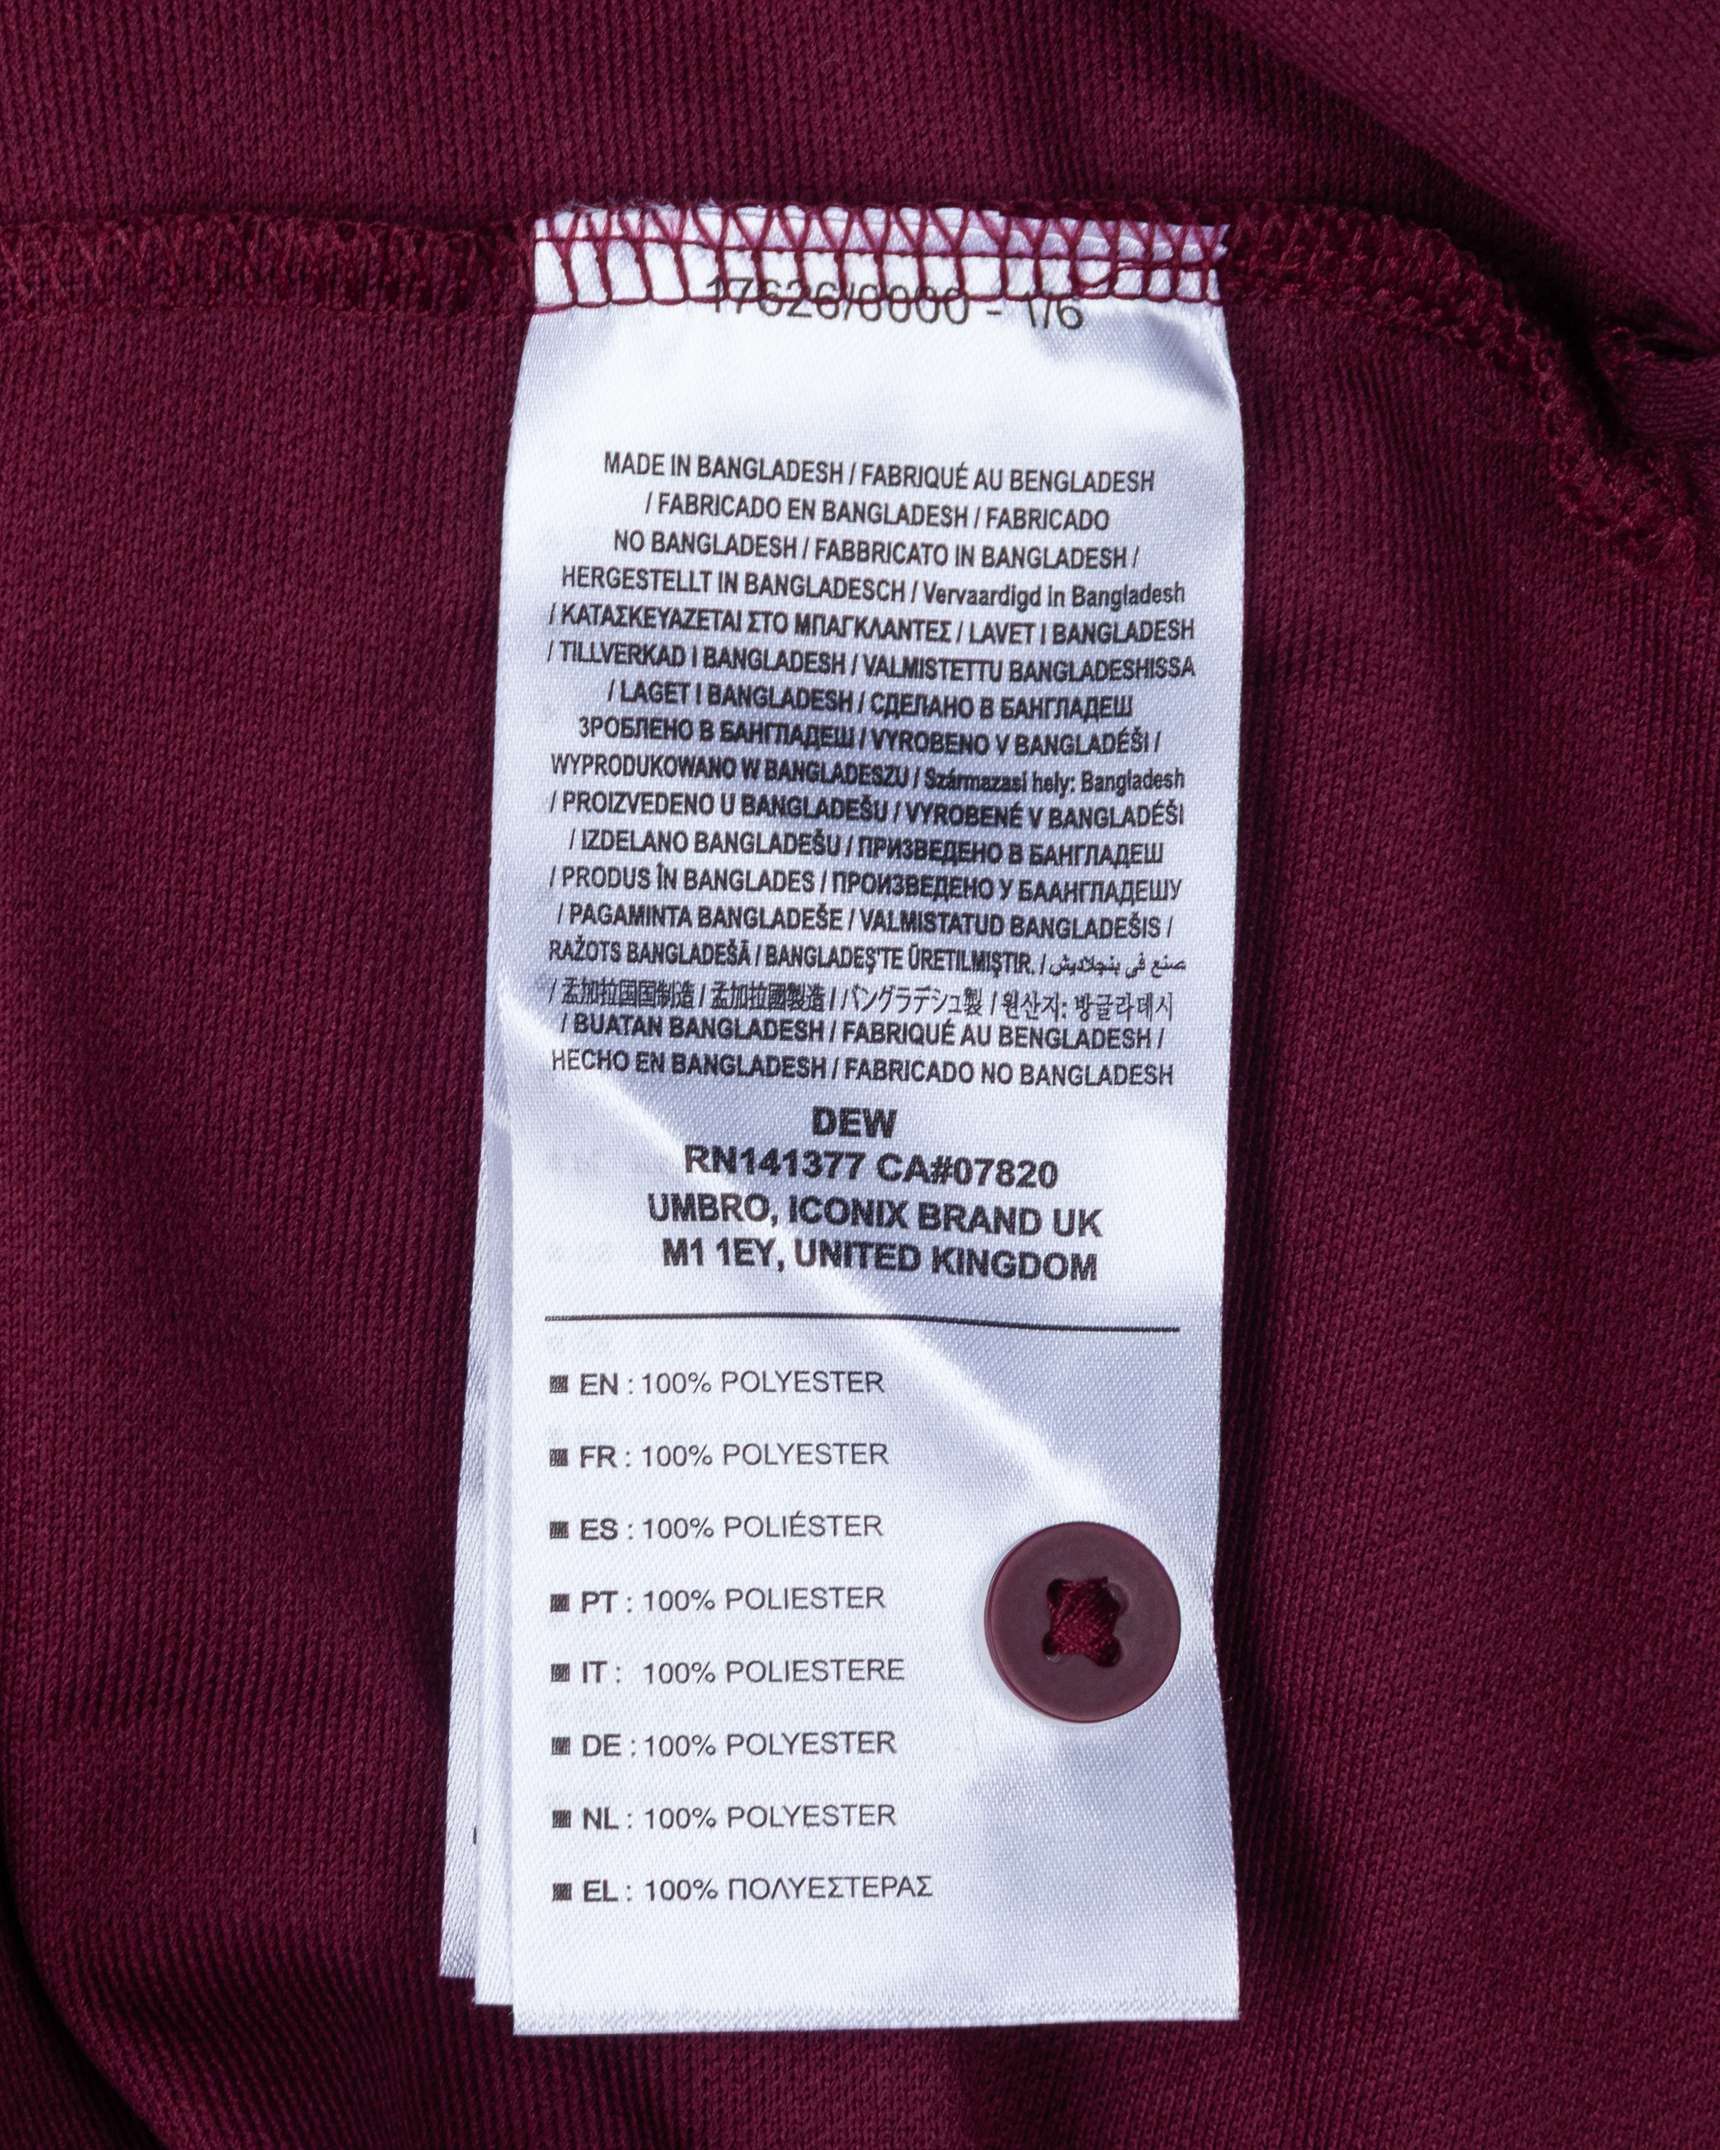 17626/0000 - 1/6
MADE IN BANGLADESH / FABRIQUÉ AU BENGLADESH
/ FABRICADO EN BANGLADESH / FABRICADO
NO BANGLADESH / FABBRICATO IN BANGLADESH /
HERGESTELLT IN BANGLADESCH / Vervaardigd in Bangladesh
/ ΚΑΤΑΣΚΕΥΑΖΕΤΑΙ ΣΤΟ ΜΠΑΓΚΛΑΝΤΕΣ / LAVET I BANGLADESH
/ TILLVERKAD I BANGLADESH / VALMISTETTU BANGLADESHISSA
/ LAGET I BANGLADESH / СДЕЛАНО В БАНГЛАДЕШ
ЗРОБЛЕНО В БАНГЛАДЕШ / VYROBENO V BANGLADÉŠI /
WYPRODUKOWANO W BANGLADESZU / Származasi hely: Bangladesh
/ PROIZVEDENO U BANGLADEŠU / VYROBENÉ V BANGLADÉŠI
/ IZDELANO BANGLADEŠU / ПРИЗВЕДЕНО В БАНГЛАДЕШ
/ PRODUS ÎN BANGLADES / ПРОИЗВЕДЕНО У БААНГЛАДЕШУ
/ PAGAMINTA BANGLADEŠE / VALMISTATUD BANGLADEŠIS /
RAŽOTS BANGLADEŠĀ / BANGLADEŞ'TE ÜRETILMIŞTIR. / صنع في بنجلاديش
/ 孟加拉国国制造 / 孟加拉國製造 / バングラデシュ製 / 원산지: 방글라데시
/ BUATAN BANGLADESH / FABRIQUÉ AU BENGLADESH /
HECHO EN BANGLADESH / FABRICADO NO BANGLADESH
DEW
RN141377 CA#07820
UMBRO, ICONIX BRAND UK
M1 1EY, UNITED KINGDOM
EN : 100% POLYESTER
FR : 100% POLYESTER
ES : 100% POLIÉSTER
PT : 100% POLIESTER
IT : 100% POLIESTERE
DE : 100% POLYESTER
NL : 100% POLYESTER
EL : 100% ΠΟΛΥΕΣΤΕΡΑΣ